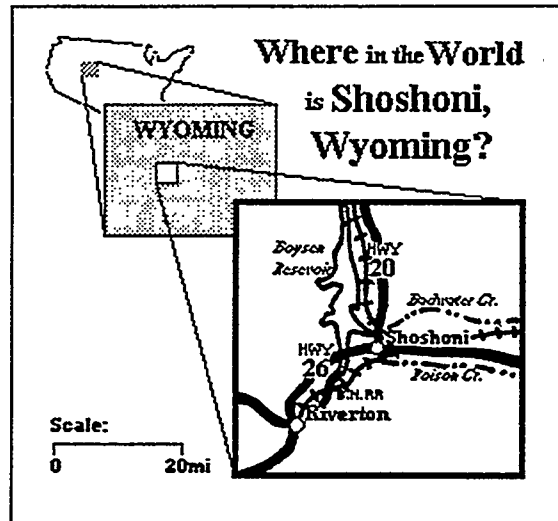 Where in the World
is Shoshoni,
Wyoming?
WYOMING
Boysen
Reservoir
HWY
20
Badwater Cr.
Shoshoni
HWY
26
Poison Cr.
B.N.RR
Riverton
Scale:
0 20mi